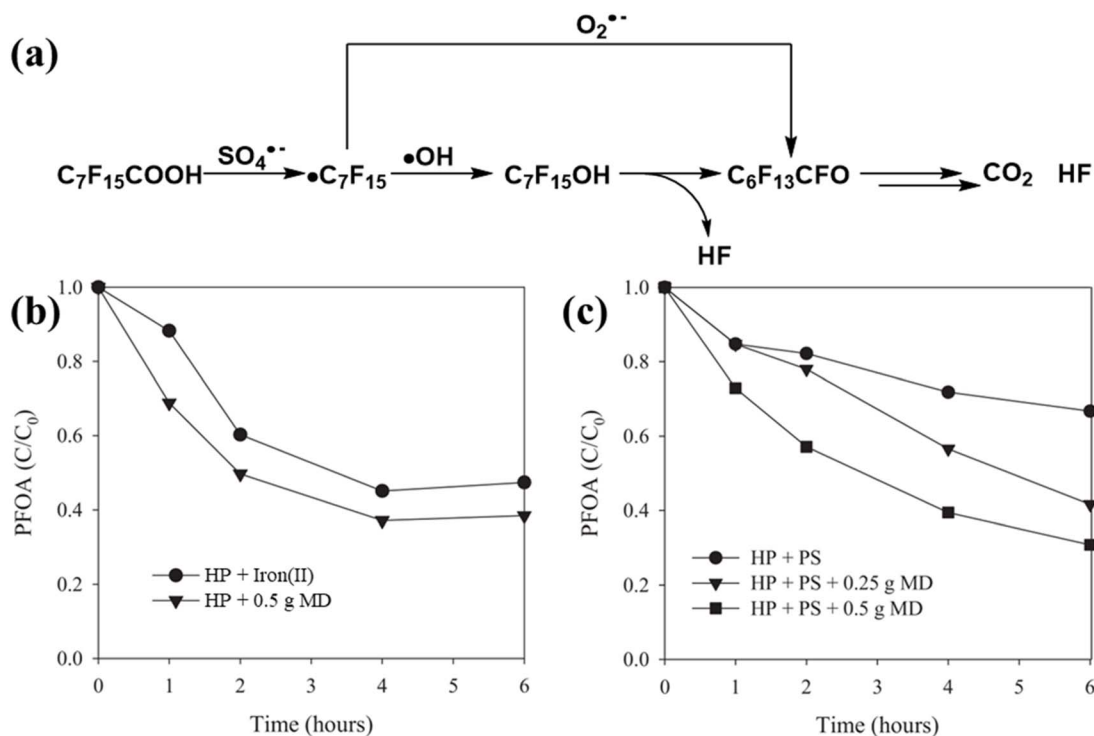 (a)
O₂•⁻
C₇F₁₅COOH SO₄•⁻ •C₇F₁₅ •OH C₇F₁₅OH C₆F₁₃CFO CO₂ HF
HF
(b)
1.0
0.8
0.6
0.4
0.2
0.0
PFOA (C/C₀)
HP + Iron(II)
HP + 0.5 g MD
0 1 2 3 4 5 6
Time (hours)
(c)
1.0
0.8
0.6
0.4
0.2
0.0
PFOA (C/C₀)
HP + PS
HP + PS + 0.25 g MD
HP + PS + 0.5 g MD
0 1 2 3 4 5 6
Time (hours)